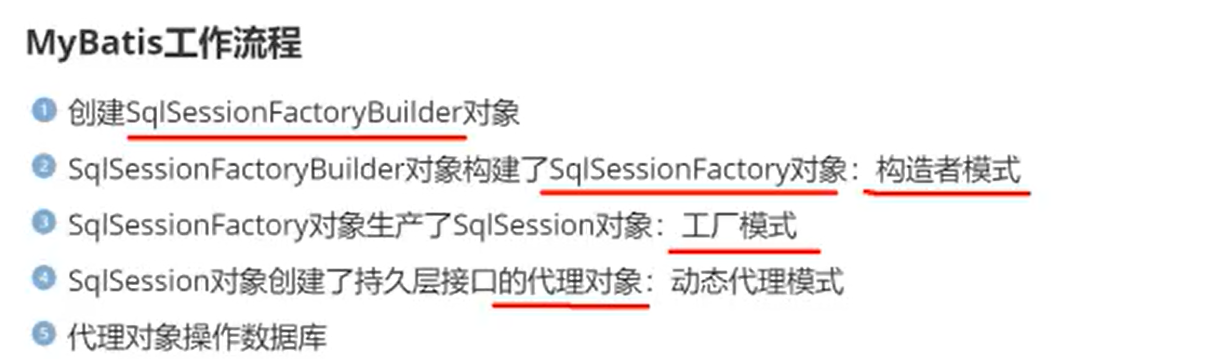 MyBatis工作流程
1 创建SqlSessionFactoryBuilder对象
2 SqlSessionFactoryBuilder对象构建了SqlSessionFactory对象：构造者模式
3 SqlSessionFactory对象生产了SqlSession对象：工厂模式
4 SqlSession对象创建了持久层接口的代理对象：动态代理模式
5 代理对象操作数据库